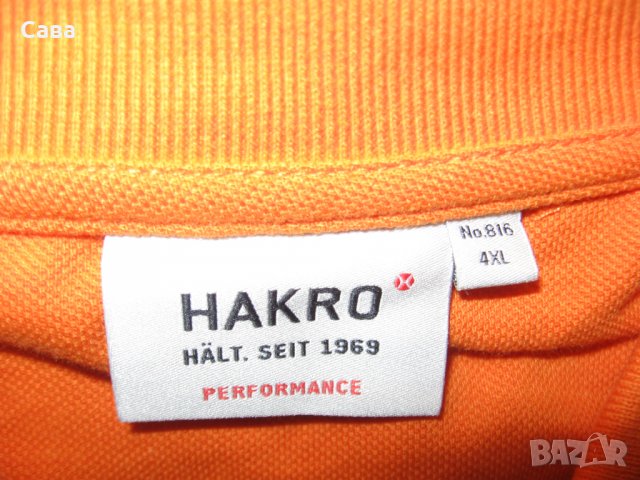 Сава
No.816
4XL
HAKRO
HÄLT. SEIT 1969
PERFORMANCE
BAZAR